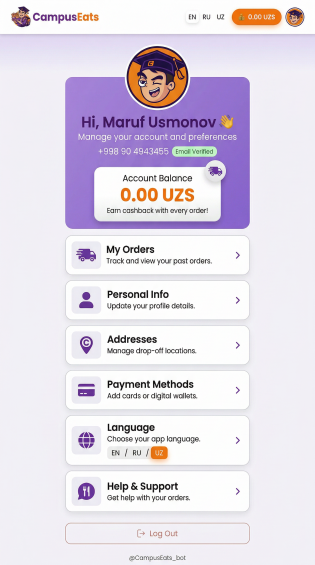 CampusEats
EN RU UZ 0.00 UZS
Hi, Maruf Usmonov 👋
Manage your account and preferences
+998 90 4943455 Email Verified
Account Balance
0.00 UZS
Earn cashback with every order!
My Orders
Track and view your past orders.
Personal Info
Update your profile details.
Addresses
Manage drop-off locations.
Payment Methods
Add cards or digital wallets.
Language
Choose your app language.
EN / RU / UZ
Help & Support
Get help with your orders.
Log Out
@CampusEats_bot